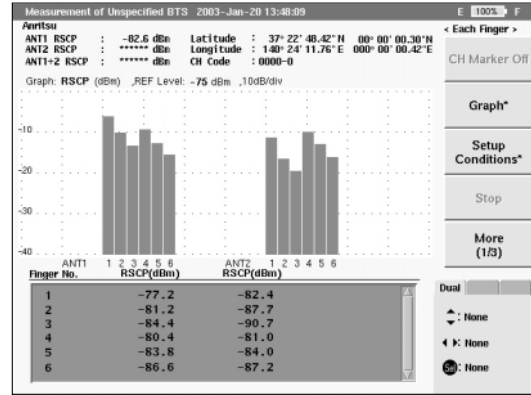 Measurement of Unspecified BTS 2003-Jan-20 13:48:09 E 100% F
Anritsu
ANT1 RSCP : -82.6 dBm Latitude : 37° 22' 48.42" N 00° 00' 00.30"N
ANT2 RSCP : ****** dBm Longitude : 140° 24' 11.76" E 000° 00' 00.42"E
ANT1+2 RSCP : ****** dBm CH Code : 0000-0
Graph: RSCP (dBm) ,REF Level: -75 dBm ,10dB/div
-10
-20
-30
-40
ANT1 1 2 3 4 5 6 ANT2 1 2 3 4 5 6
Finger No. RSCP(dBm) RSCP(dBm)
1 -77.2 -82.4
2 -81.2 -87.7
3 -84.4 -90.7
4 -80.4 -81.0
5 -83.8 -84.0
6 -86.6 -87.2
< Each Finger >
CH Marker Off
Graph*
Setup
Conditions*
Stop
More
(1/3)
Dual
: None
: None
Sel : None